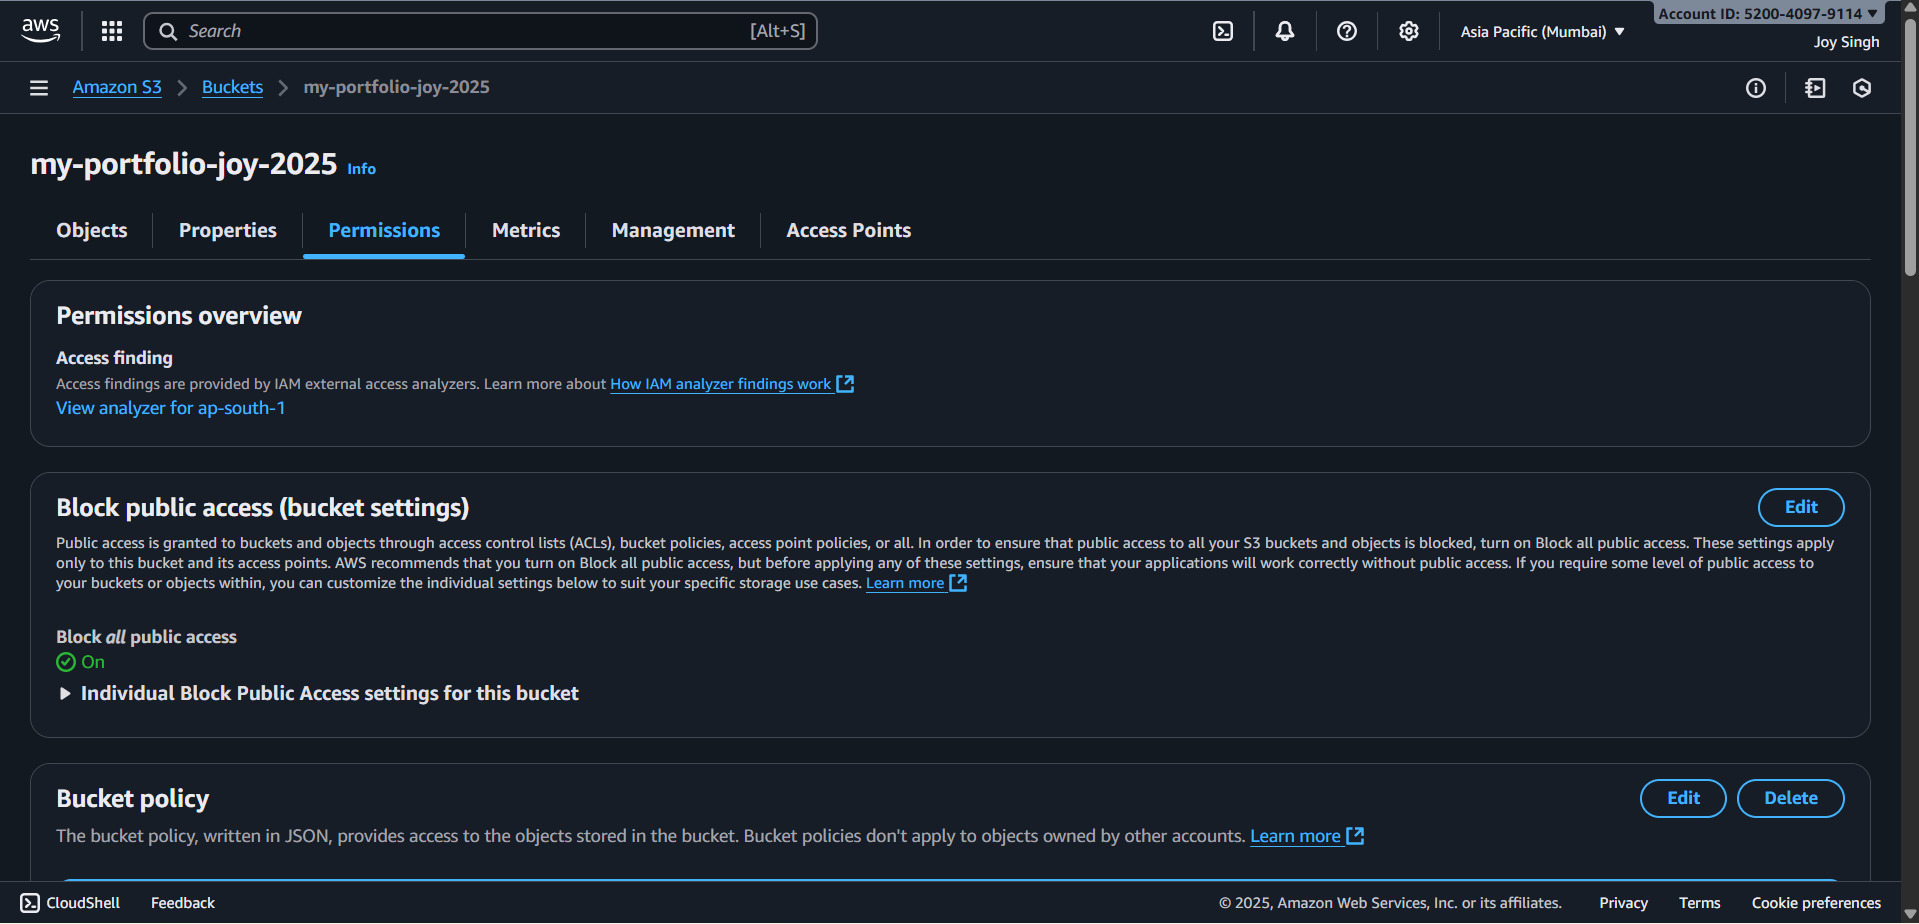 aws
Search
[Alt+S]
Asia Pacific (Mumbai)
Account ID: 5200-4097-9114
Joy Singh
Amazon S3 > Buckets > my-portfolio-joy-2025
my-portfolio-joy-2025 Info
Objects
Properties
Permissions
Metrics
Management
Access Points
Permissions overview
Access finding
Access findings are provided by IAM external access analyzers. Learn more about How IAM analyzer findings work
View analyzer for ap-south-1
Block public access (bucket settings)
Edit
Public access is granted to buckets and objects through access control lists (ACLs), bucket policies, access point policies, or all. In order to ensure that public access to all your S3 buckets and objects is blocked, turn on Block all public access. These settings apply
only to this bucket and its access points. AWS recommends that you turn on Block all public access, but before applying any of these settings, ensure that your applications will work correctly without public access. If you require some level of public access to
your buckets or objects within, you can customize the individual settings below to suit your specific storage use cases. Learn more
Block all public access
On
Individual Block Public Access settings for this bucket
Bucket policy
Edit
Delete
The bucket policy, written in JSON, provides access to the objects stored in the bucket. Bucket policies don't apply to objects owned by other accounts. Learn more
CloudShell
Feedback
© 2025, Amazon Web Services, Inc. or its affiliates.
Privacy
Terms
Cookie preferences